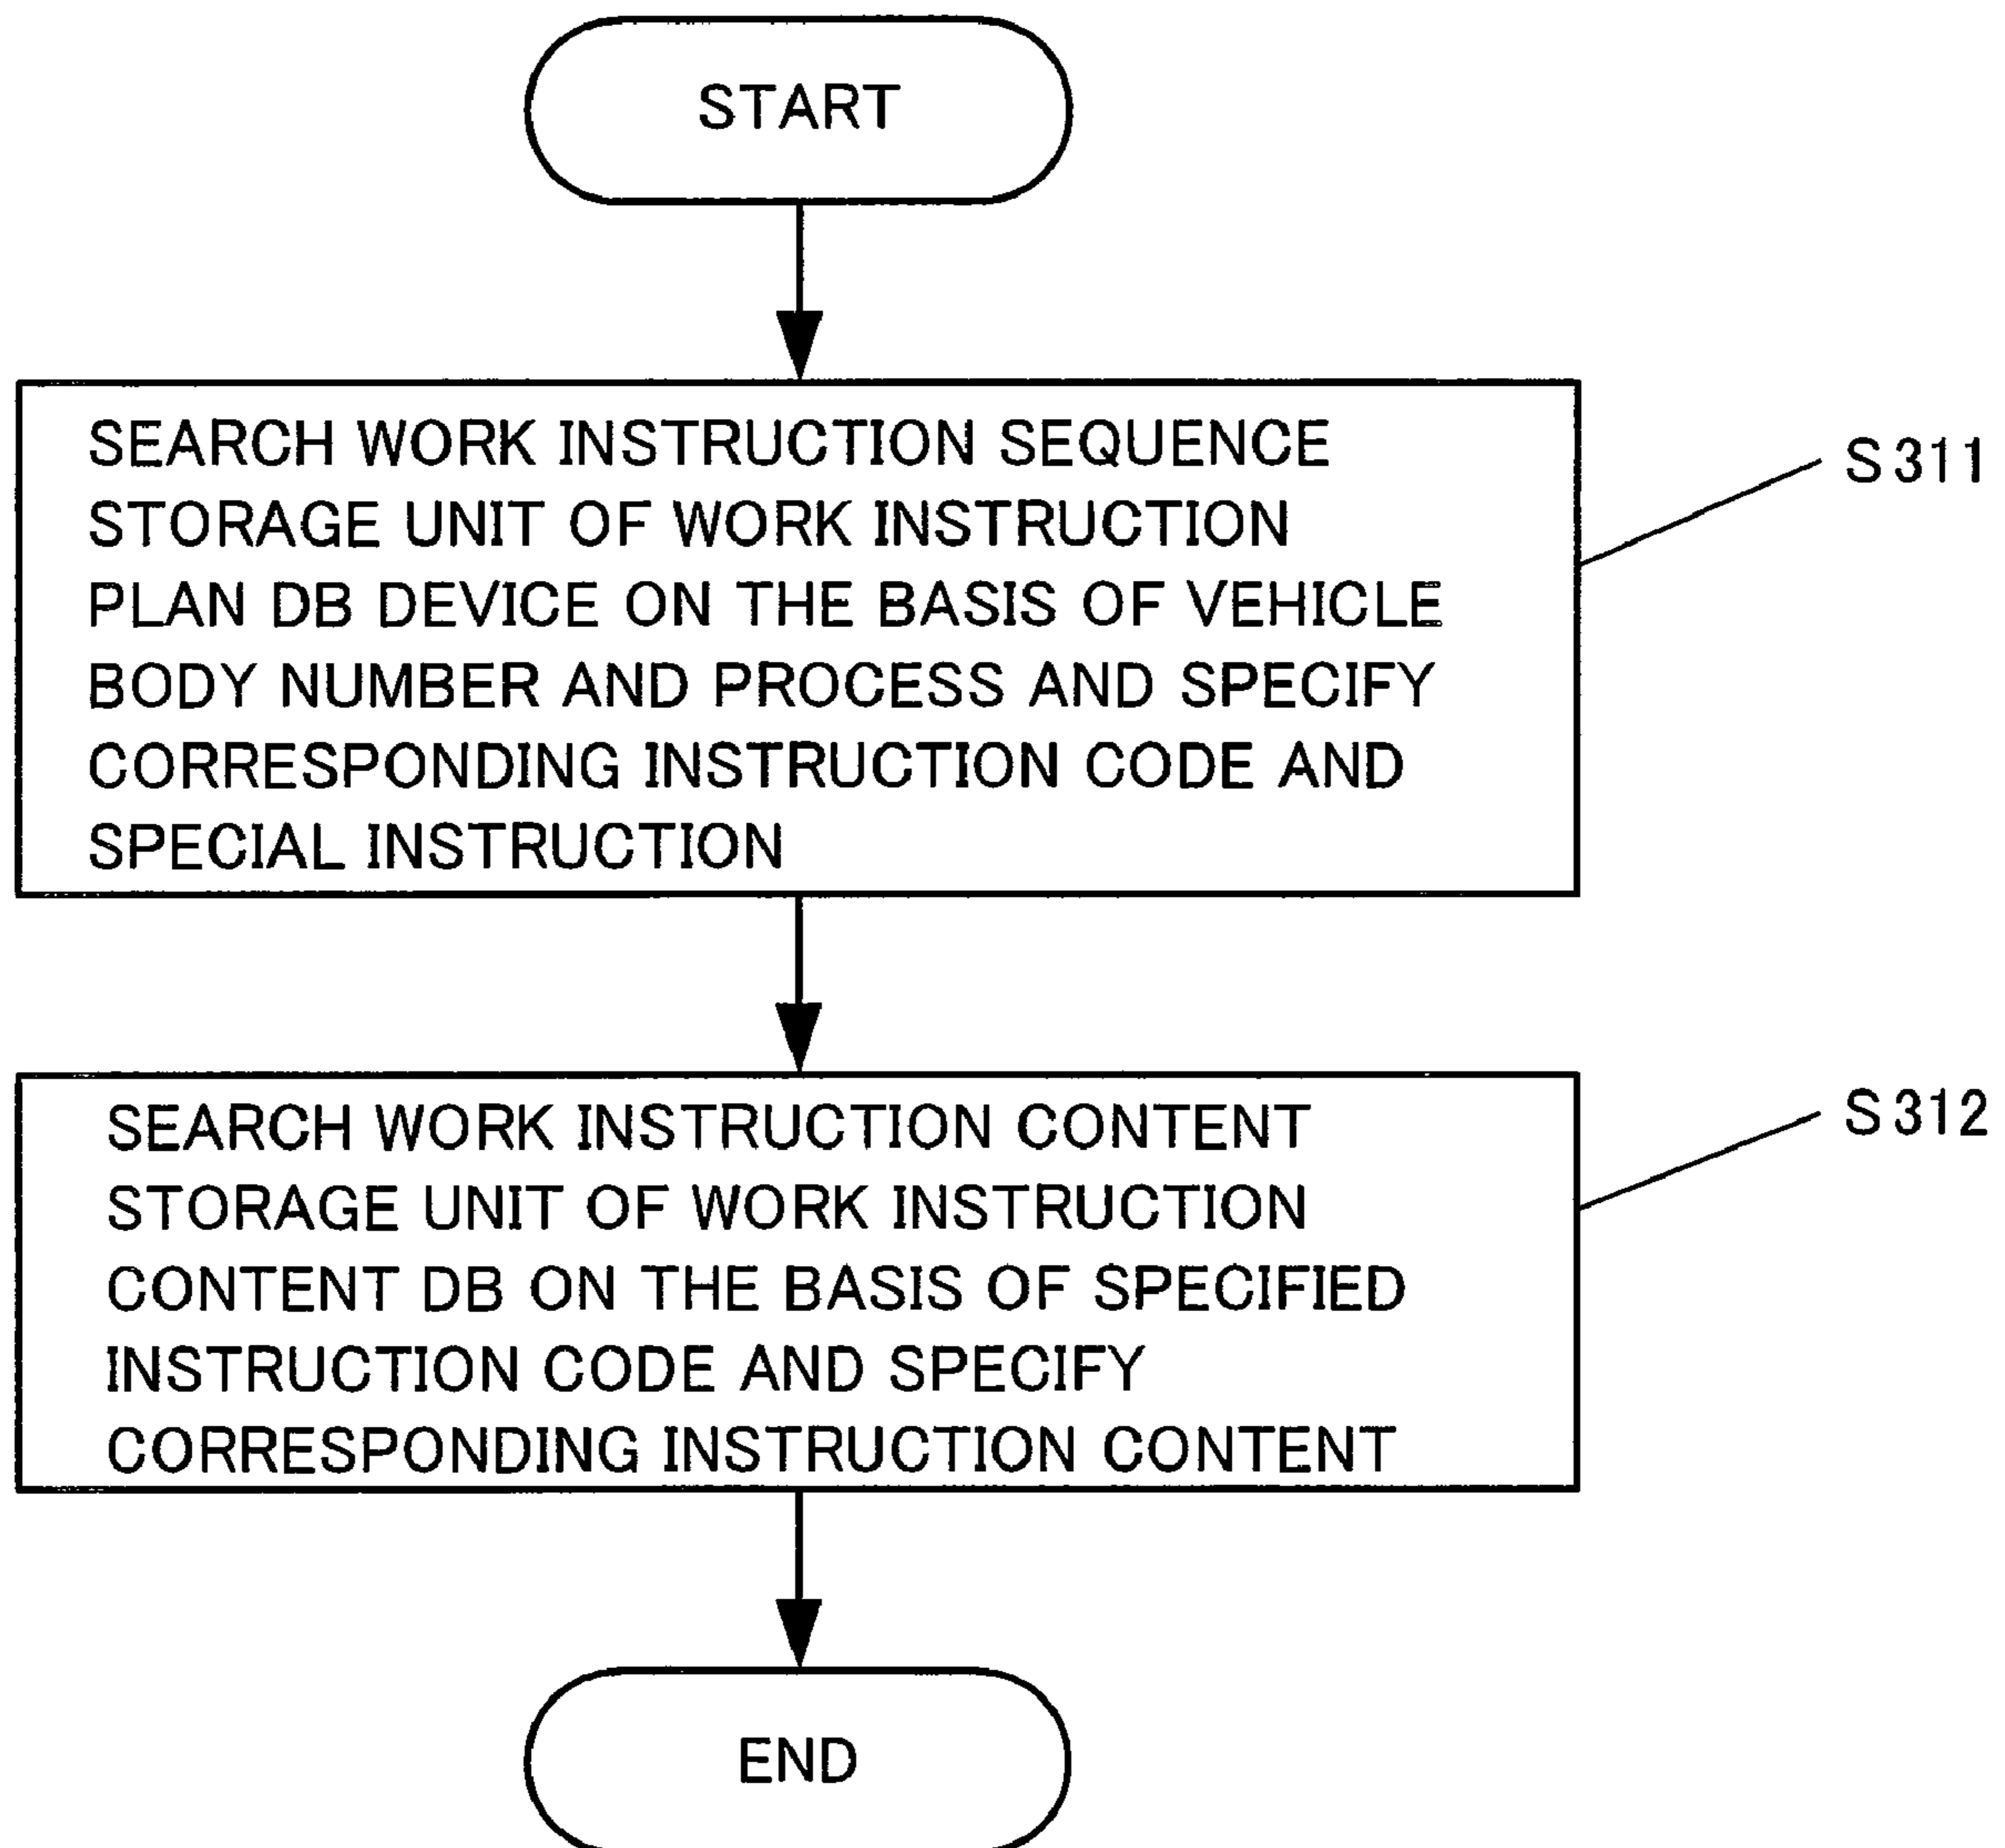 START
SEARCH WORK INSTRUCTION SEQUENCE
STORAGE UNIT OF WORK INSTRUCTION
PLAN DB DEVICE ON THE BASIS OF VEHICLE
BODY NUMBER AND PROCESS AND SPECIFY
CORRESPONDING INSTRUCTION CODE AND
SPECIAL INSTRUCTION
S311
SEARCH WORK INSTRUCTION CONTENT
STORAGE UNIT OF WORK INSTRUCTION
CONTENT DB ON THE BASIS OF SPECIFIED
INSTRUCTION CODE AND SPECIFY
CORRESPONDING INSTRUCTION CONTENT
S312
END